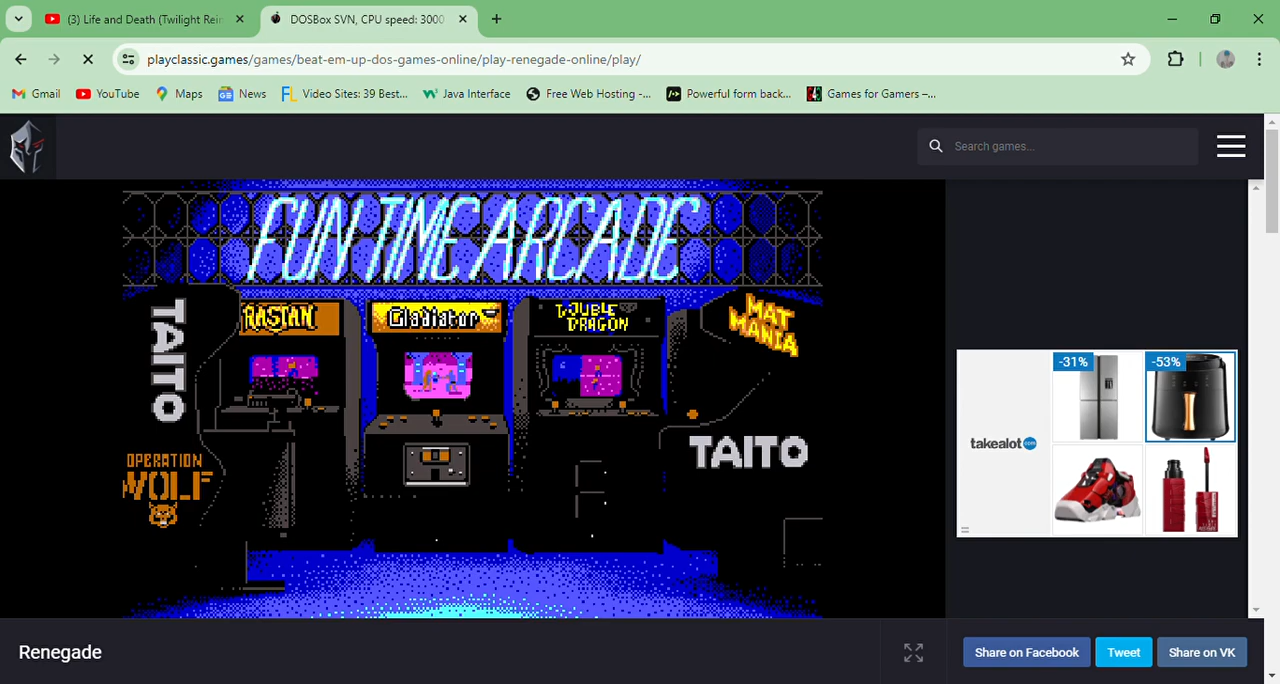 (3) Life and Death (Twilight Rei
DOSBox SVN, CPU speed: 3000
playclassic.games/games/beat-em-up-dos-games-online/play-renegade-online/play/
Gmail
YouTube
Maps
News
Video Sites: 39 Best...
Java Interface
Free Web Hosting -...
Powerful form back...
Games for Gamers –...
Search games...
FUN TIME ARCADE
TAITO
RASTAN
Gladiator
DOUBLE
DRAGON
MAT
MANIA
OPERATION
WOLF
TAITO
-31%
-53%
takealot.com
Renegade
Share on Facebook
Tweet
Share on VK